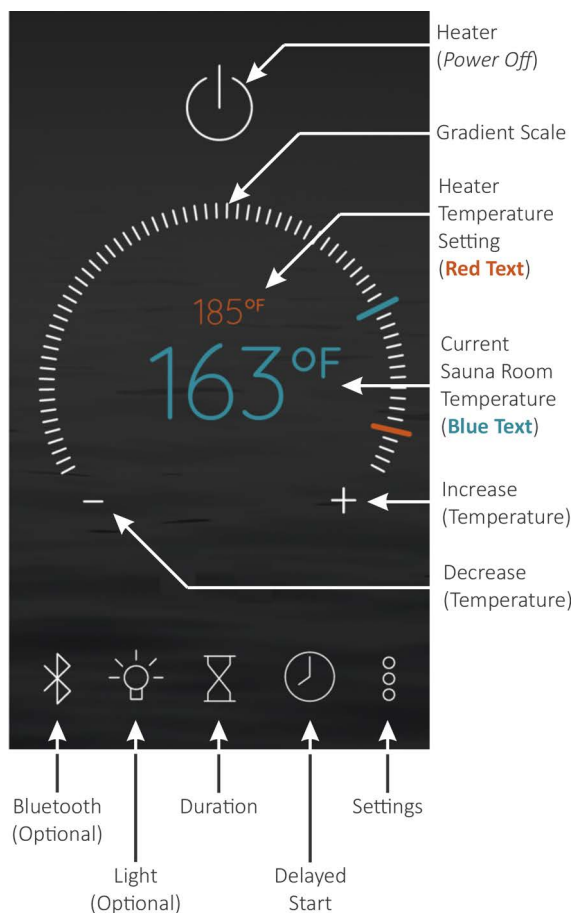 Heater
(Power Off)
Gradient Scale
Heater
Temperature
Setting
(Red Text)
185°F
163°F
Current
Sauna Room
Temperature
(Blue Text)
−
+
Increase
(Temperature)
Decrease
(Temperature)
Bluetooth
(Optional)
Duration
Settings
Light
(Optional)
Delayed
Start